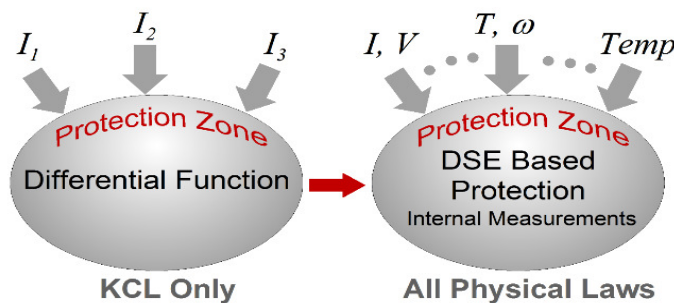 I1
I2
I3
Protection Zone
Differential Function
KCL Only
I, V
T, ω
Temp
Protection Zone
DSE Based
Protection
Internal Measurements
All Physical Laws